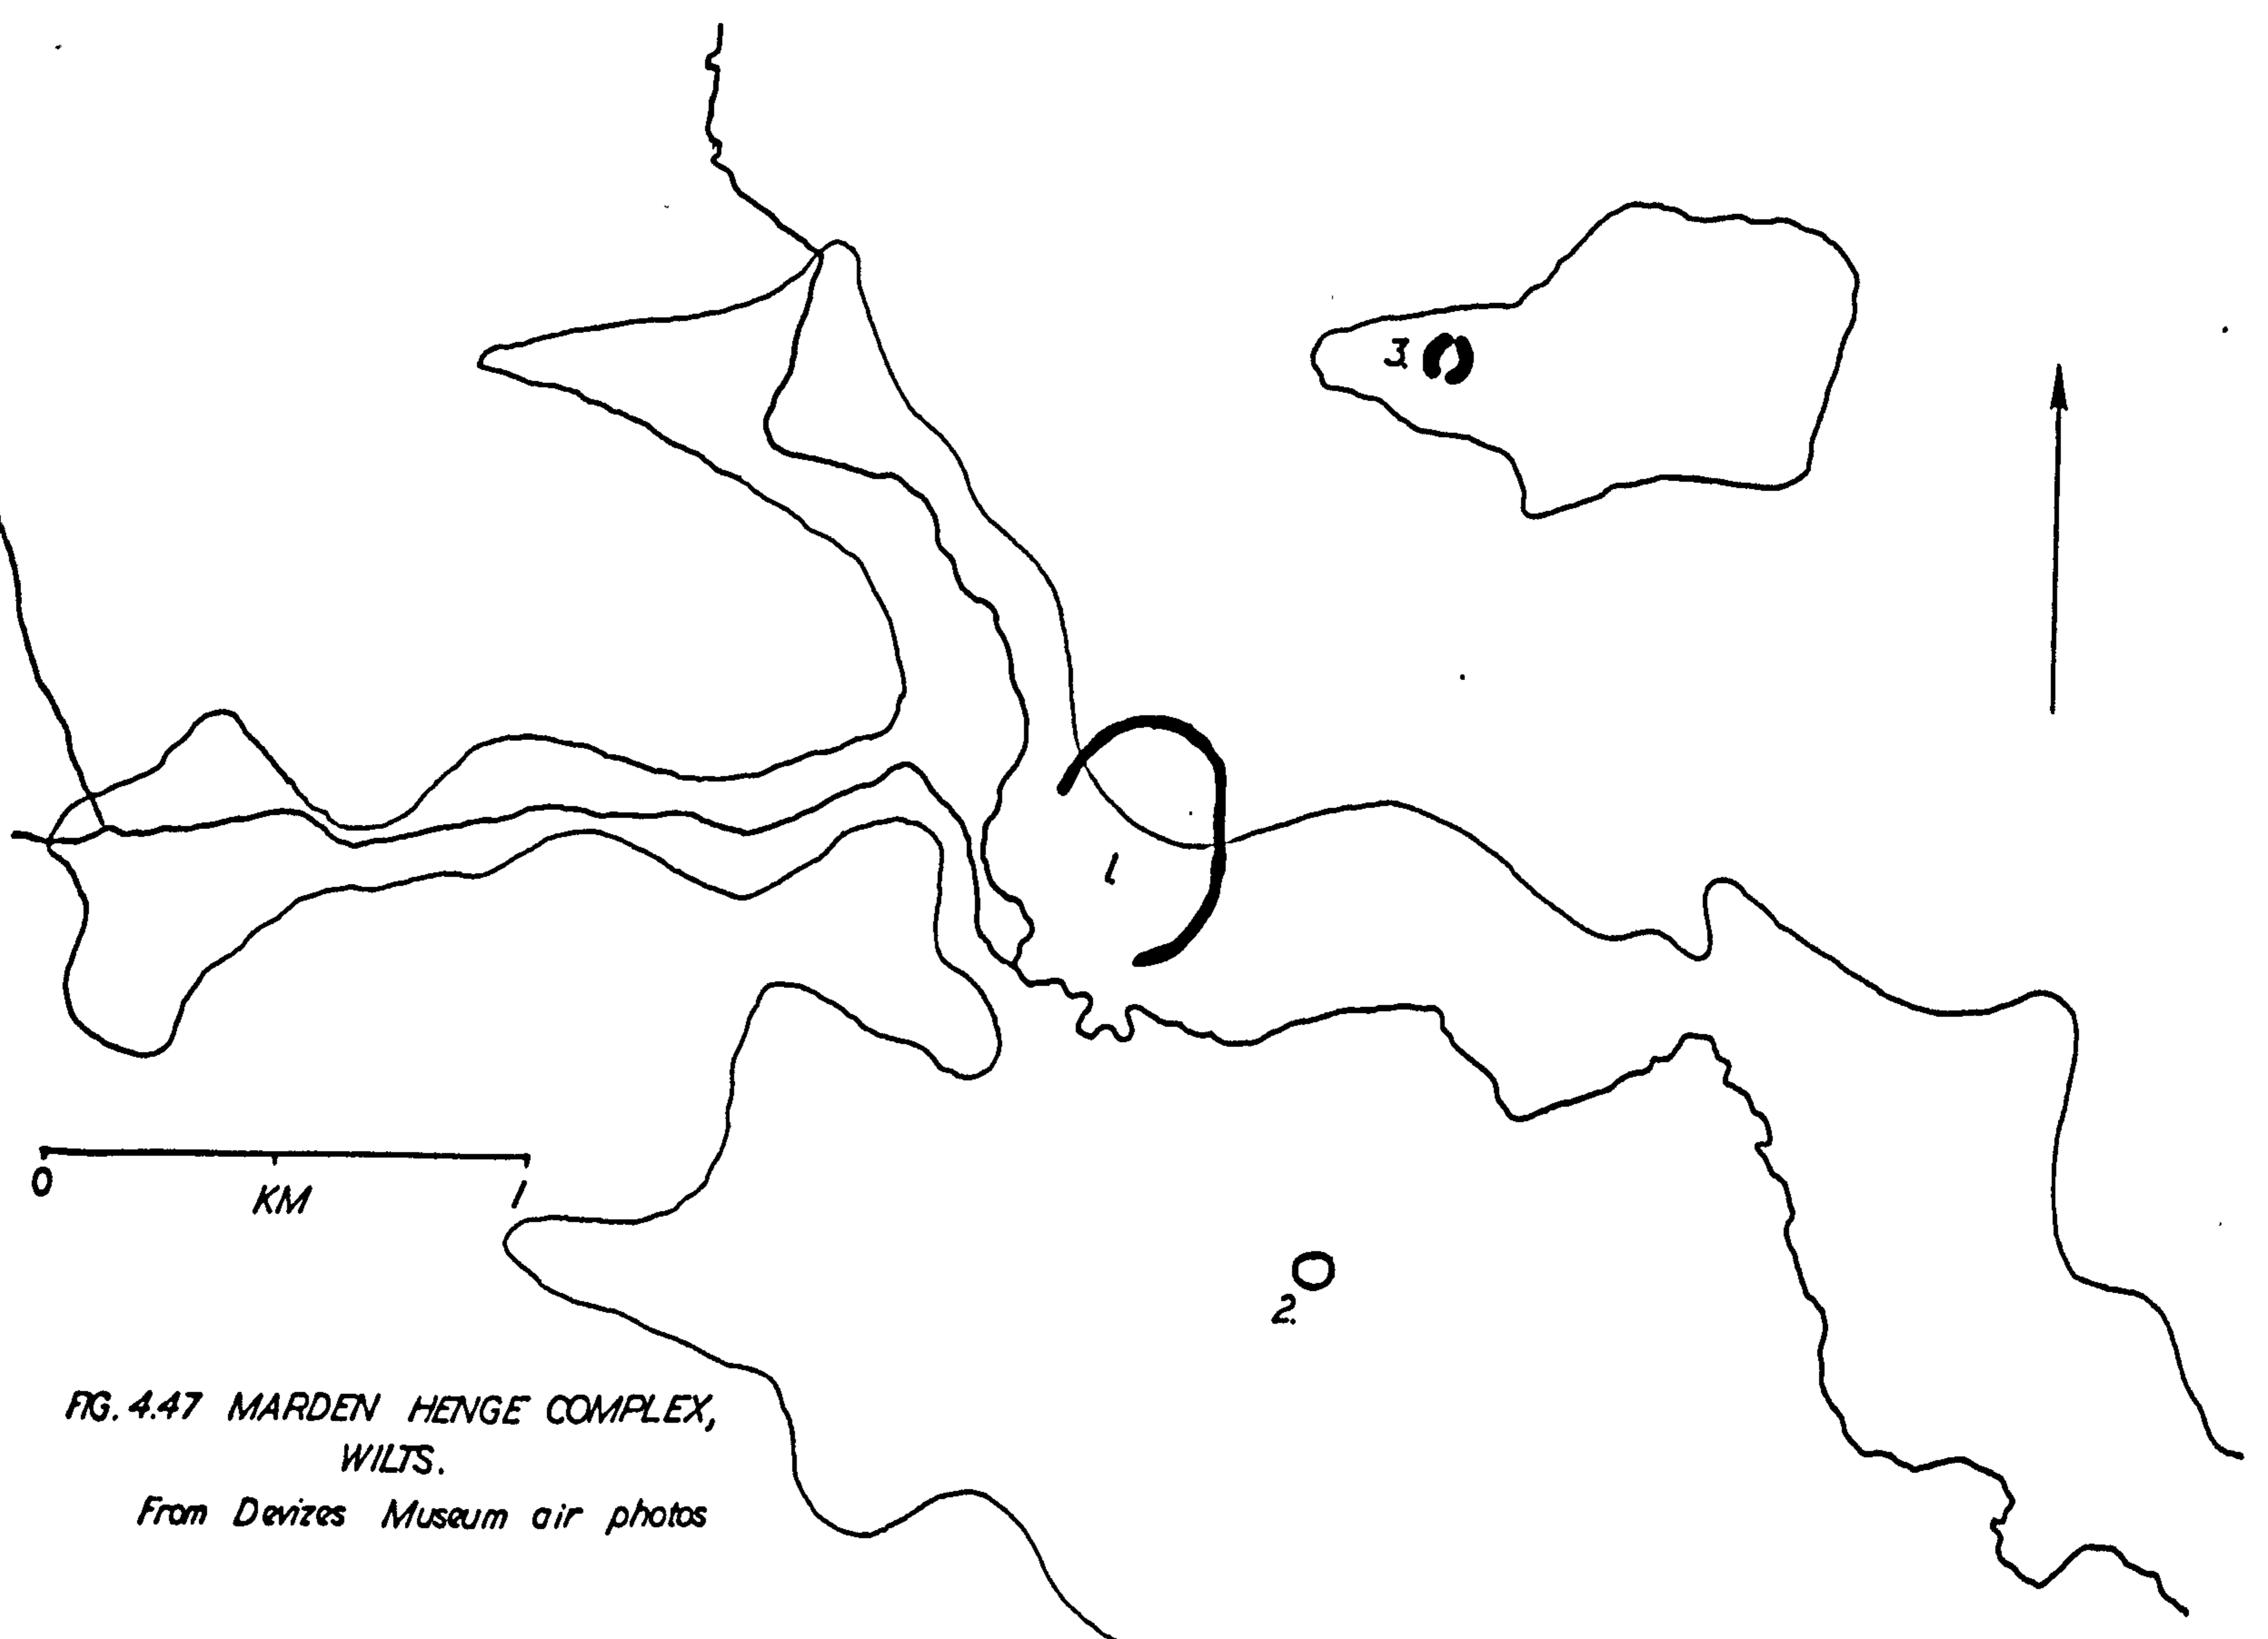 3.
1.
0 KM 1
2.
FIG. 4.47 MARDEN HENGE COMPLEX,
WILTS.
From Devizes Museum air photos